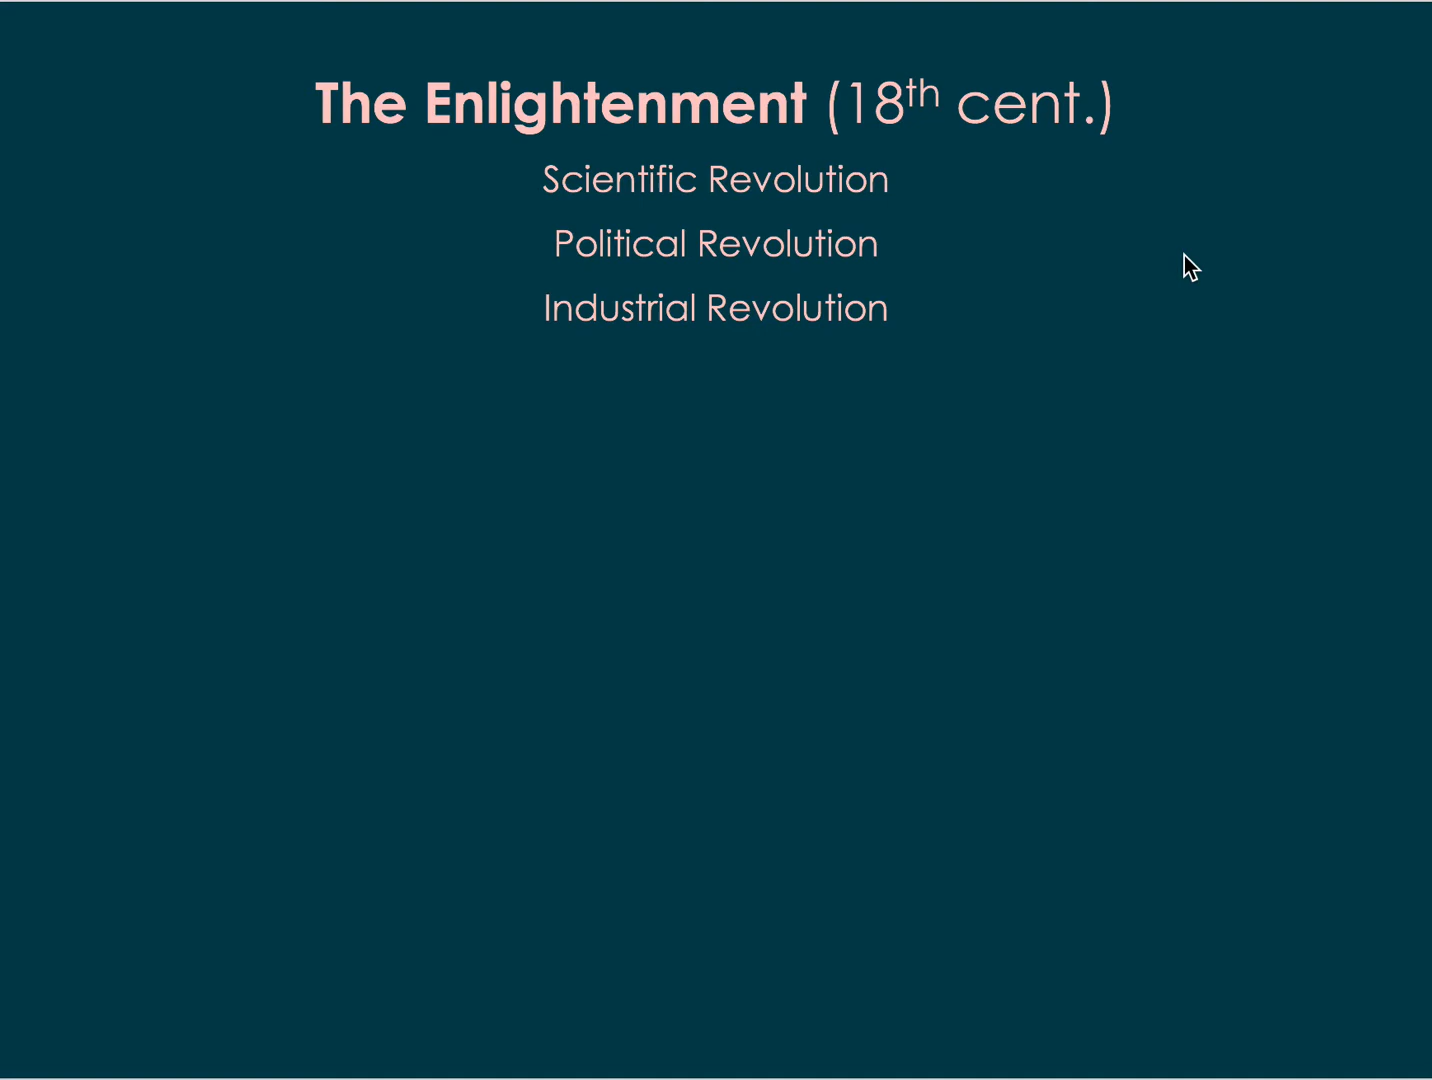 The Enlightenment (18th cent.)
Scientific Revolution
Political Revolution
Industrial Revolution